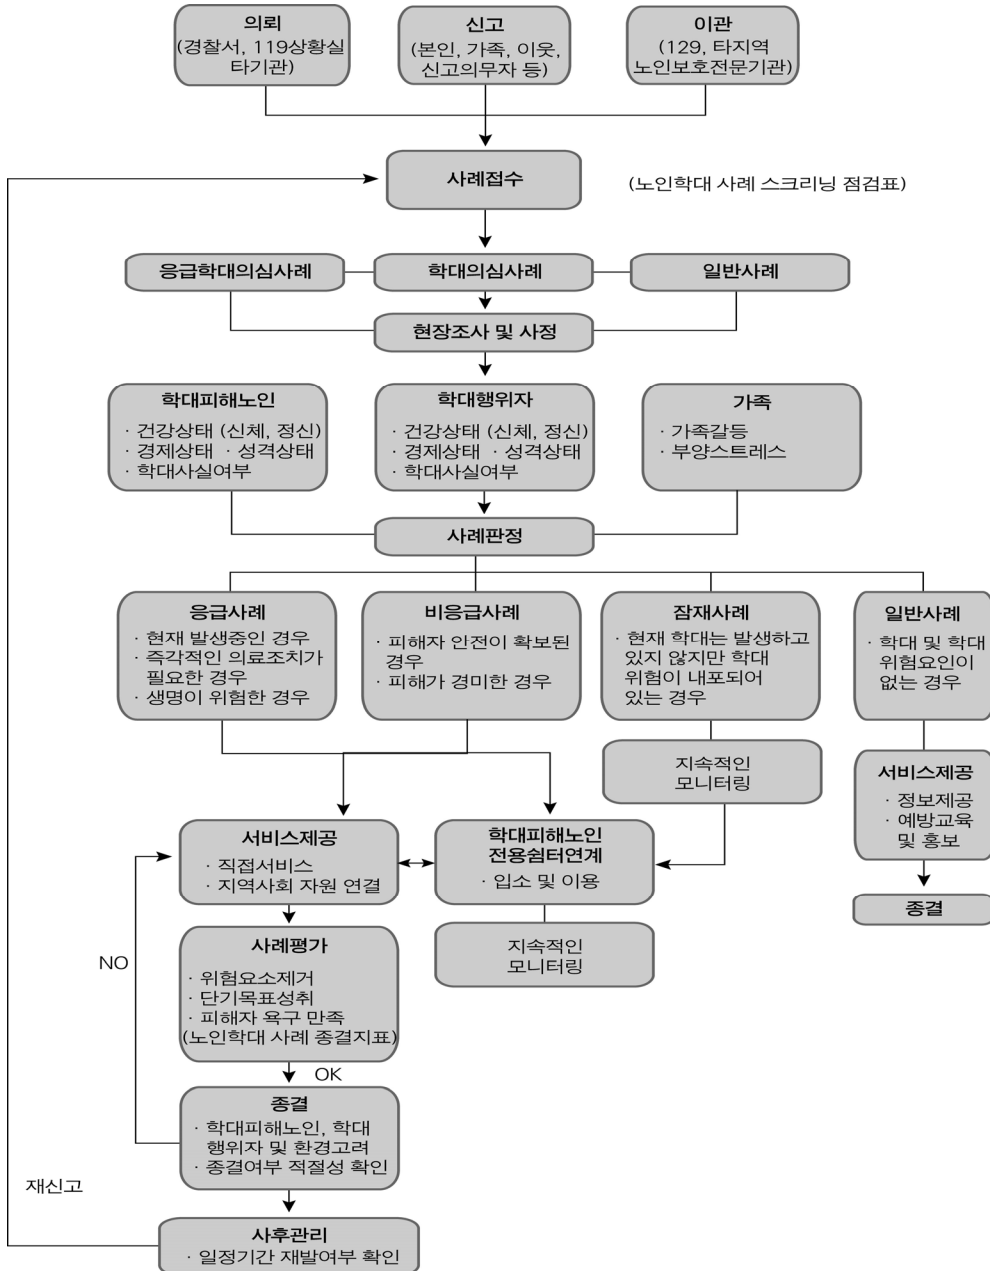 의뢰
(경찰서, 119상황실
타기관)
신고
(본인, 가족, 이웃,
신고의무자 등)
이관
(129, 타지역
노인보호전문기관)
사례접수
(노인학대 사례 스크리닝 점검표)
응급학대의심사례
학대의심사례
일반사례
현장조사 및 사정
학대피해노인
· 건강상태 (신체, 정신)
· 경제상태 · 성격상태
· 학대사실여부
학대행위자
· 건강상태 (신체, 정신)
· 경제상태 · 성격상태
· 학대사실여부
가족
· 가족갈등
· 부양스트레스
사례판정
응급사례
· 현재 발생중인 경우
· 즉각적인 의료조치가
필요한 경우
· 생명이 위험한 경우
비응급사례
· 피해자 안전이 확보된
경우
· 피해가 경미한 경우
잠재사례
· 현재 학대는 발생하고
있지 않지만 학대
위험이 내포되어
있는 경우
일반사례
· 학대 및 학대
위험요인이
없는 경우
지속적인
모니터링
서비스제공
· 정보제공
· 예방교육
및 홍보
종결
서비스제공
· 직접서비스
· 지역사회 자원 연결
학대피해노인
전용쉼터연계
· 입소 및 이용
지속적인
모니터링
사례평가
· 위험요소제거
· 단기목표성취
· 피해자 욕구 만족
(노인학대 사례 종결지표)
NO
OK
종결
· 학대피해노인, 학대
행위자 및 환경고려
· 종결여부 적절성 확인
재신고
사후관리
· 일정기간 재발여부 확인